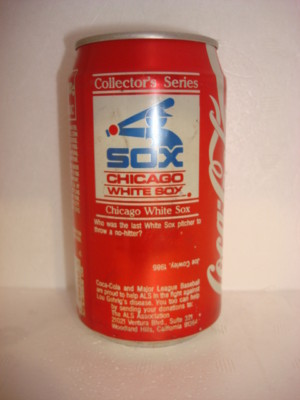 Collector's Series
SOX
CHICAGO
WHITE SOX
Chicago White Sox
Who was the last White Sox pitcher to
throw a no-hitter?
Joe Cowley, 1986
Coca-Cola and Major League Baseball
are proud to help ALS in the fight against
Lou Gehrig's disease. You too can help
by sending your donations to:
The ALS Association
21021 Ventura Blvd., Suite 321
Woodland Hills, California 91364
Coca-Cola